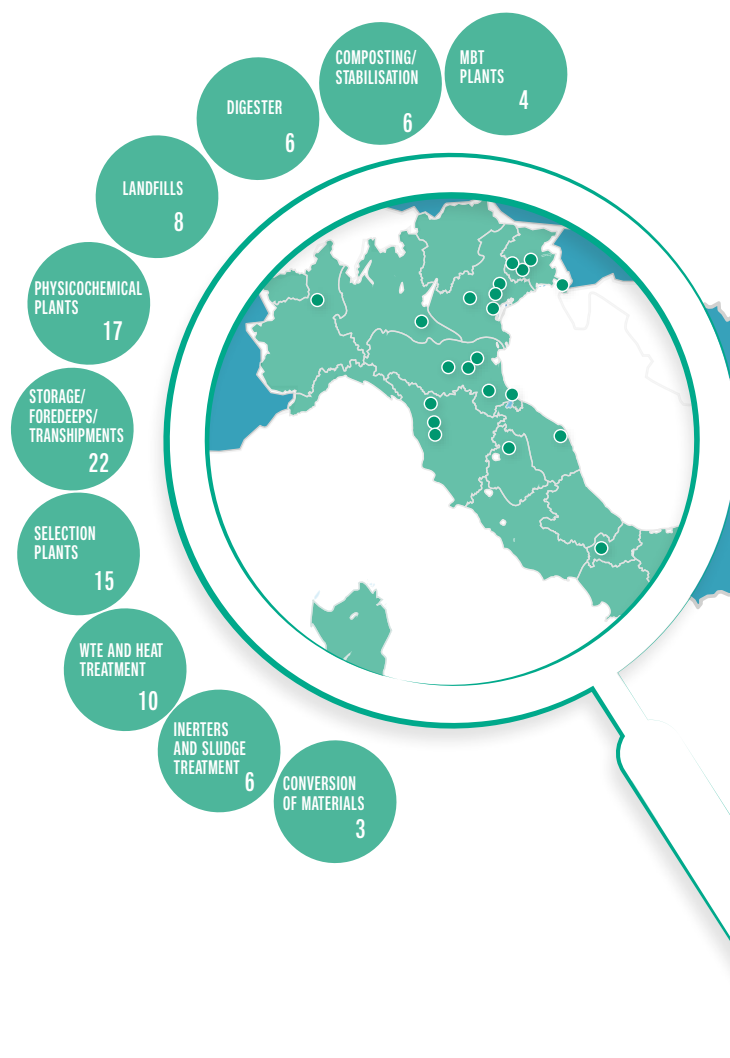 COMPOSTING/
STABILISATION
6
MBT
PLANTS
4
DIGESTER
6
LANDFILLS
8
PHYSICOCHEMICAL
PLANTS
17
STORAGE/
FOREDEEPS/
TRANSHIPMENTS
22
SELECTION
PLANTS
15
WTE AND HEAT
TREATMENT
10
INERTERS
AND SLUDGE
TREATMENT
6
CONVERSION
OF MATERIALS
3